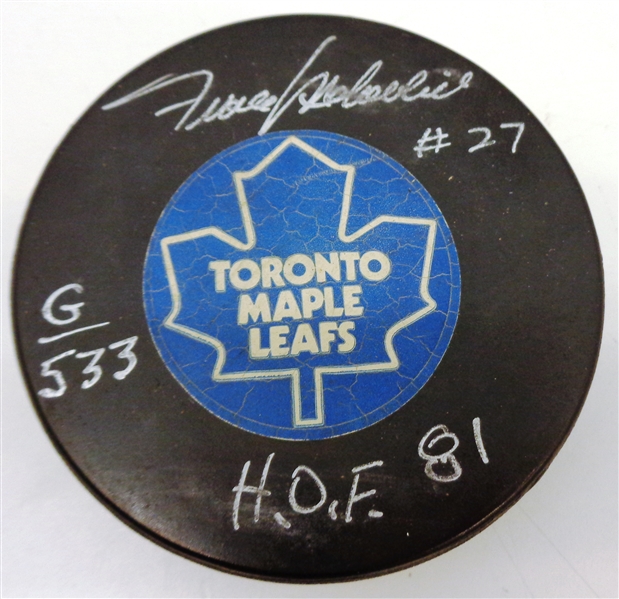 Frank Mahovlich
#27
TORONTO
MAPLE
LEAFS
G
533
H.O.F. 81